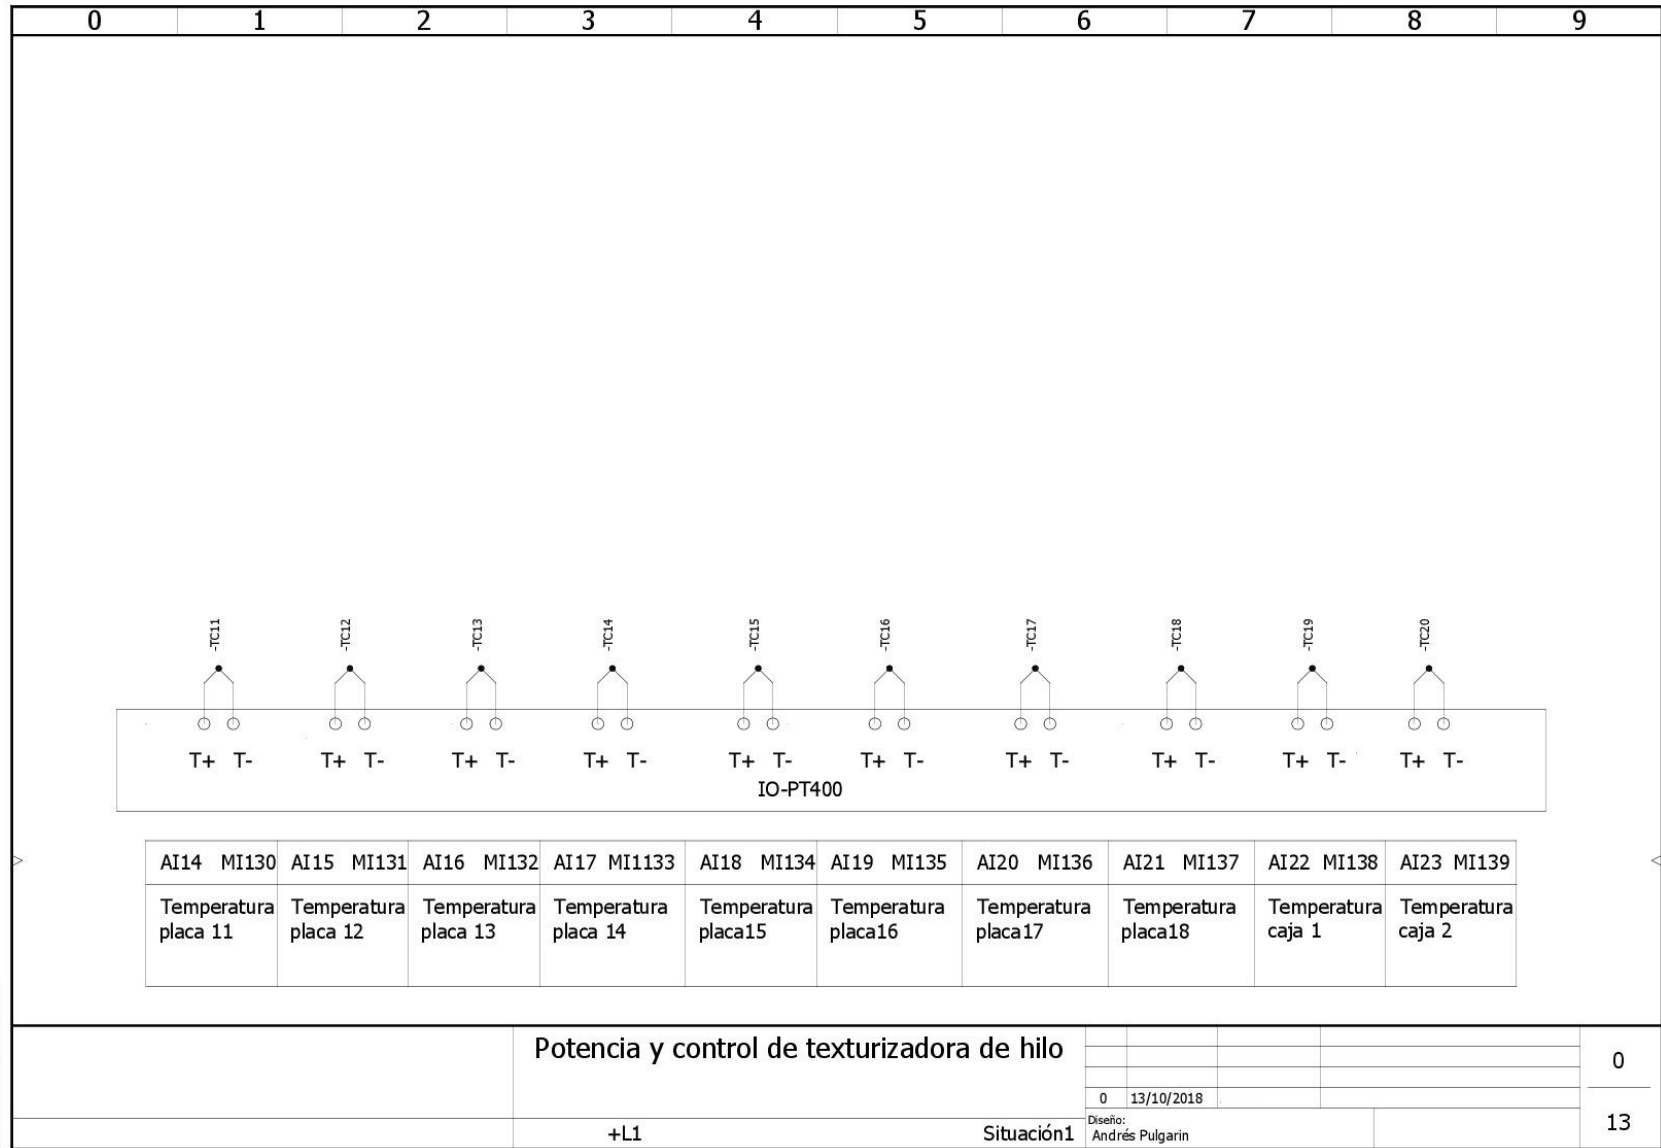 0 1 2 3 4 5 6 7 8 9
-TC11 -TC12 -TC13 -TC14 -TC15 -TC16 -TC17 -TC18 -TC19 -TC20
T+ T- T+ T- T+ T- T+ T- T+ T- T+ T- T+ T- T+ T- T+ T- T+ T-
IO-PT400
AI14 MI130 AI15 MI131 AI16 MI132 AI17 MI1133 AI18 MI134 AI19 MI135 AI20 MI136 AI21 MI137 AI22 MI138 AI23 MI139
Temperatura Temperatura Temperatura Temperatura Temperatura Temperatura Temperatura Temperatura Temperatura Temperatura
placa 11 placa 12 placa 13 placa 14 placa15 placa16 placa17 placa18 caja 1 caja 2
Potencia y control de texturizadora de hilo
0
0 13/10/2018
+L1 Situación1
Diseño:
Andrés Pulgarin
13